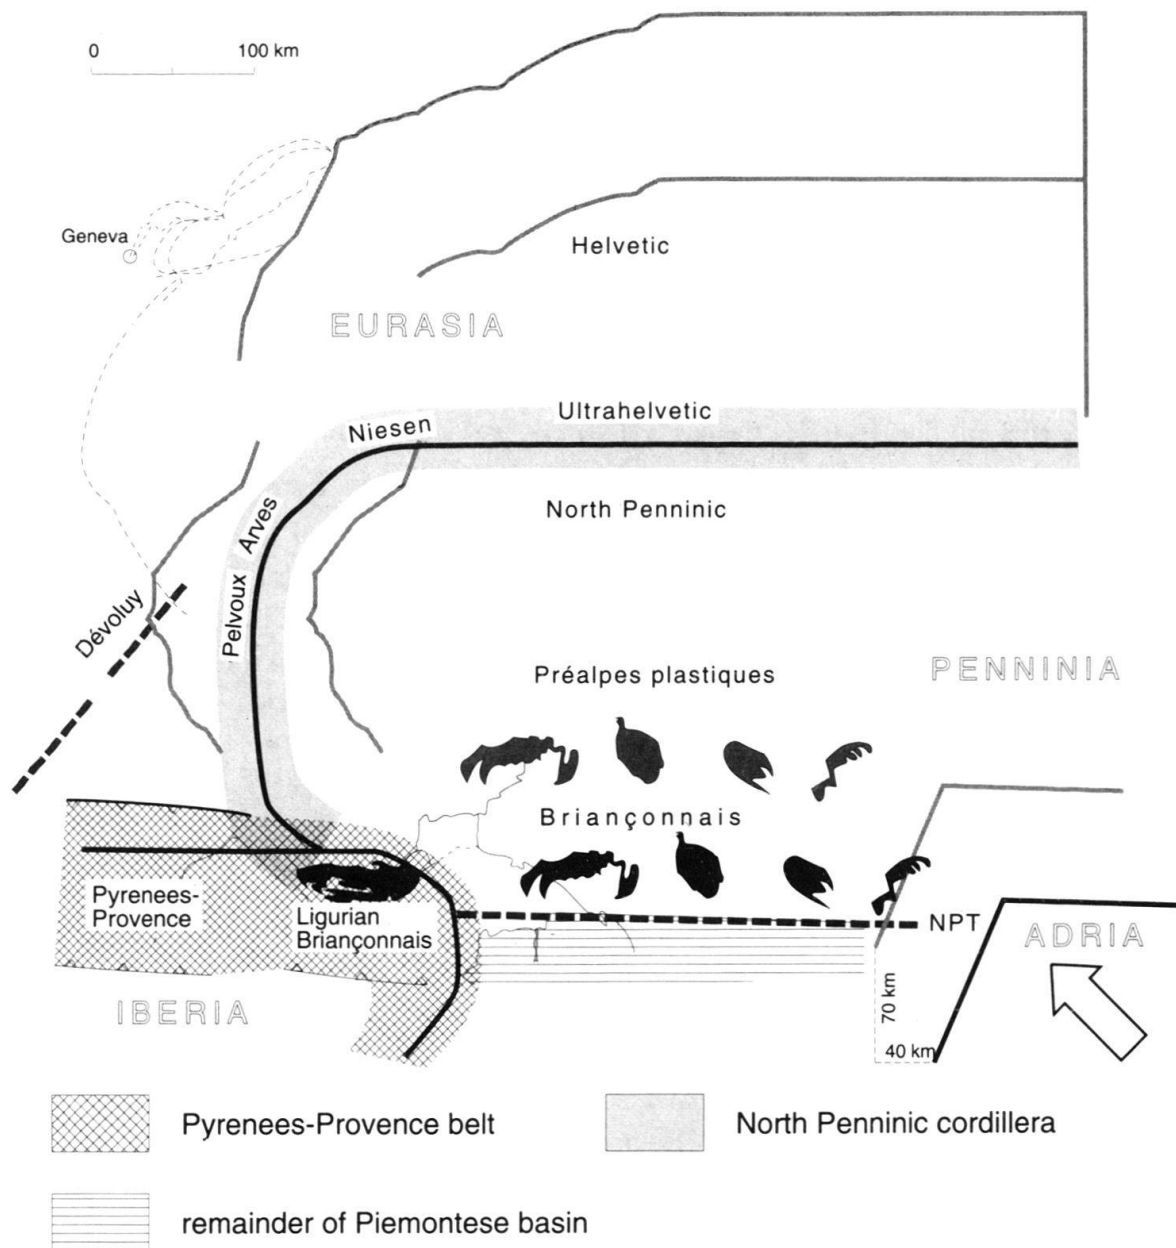 0 100 km
Geneva
Helvetic
EURASIA
Ultrahelvetic
Niesen
North Penninic
Arves
Pelvoux
Dévoluy
Préalpes plastiques
PENNINIA
Briançonnais
Pyrenees-
Provence
Ligurian
Briançonnais
NPT
ADRIA
IBERIA
70 km
40 km
Pyrenees-Provence belt
North Penninic cordillera
remainder of Piemontese basin